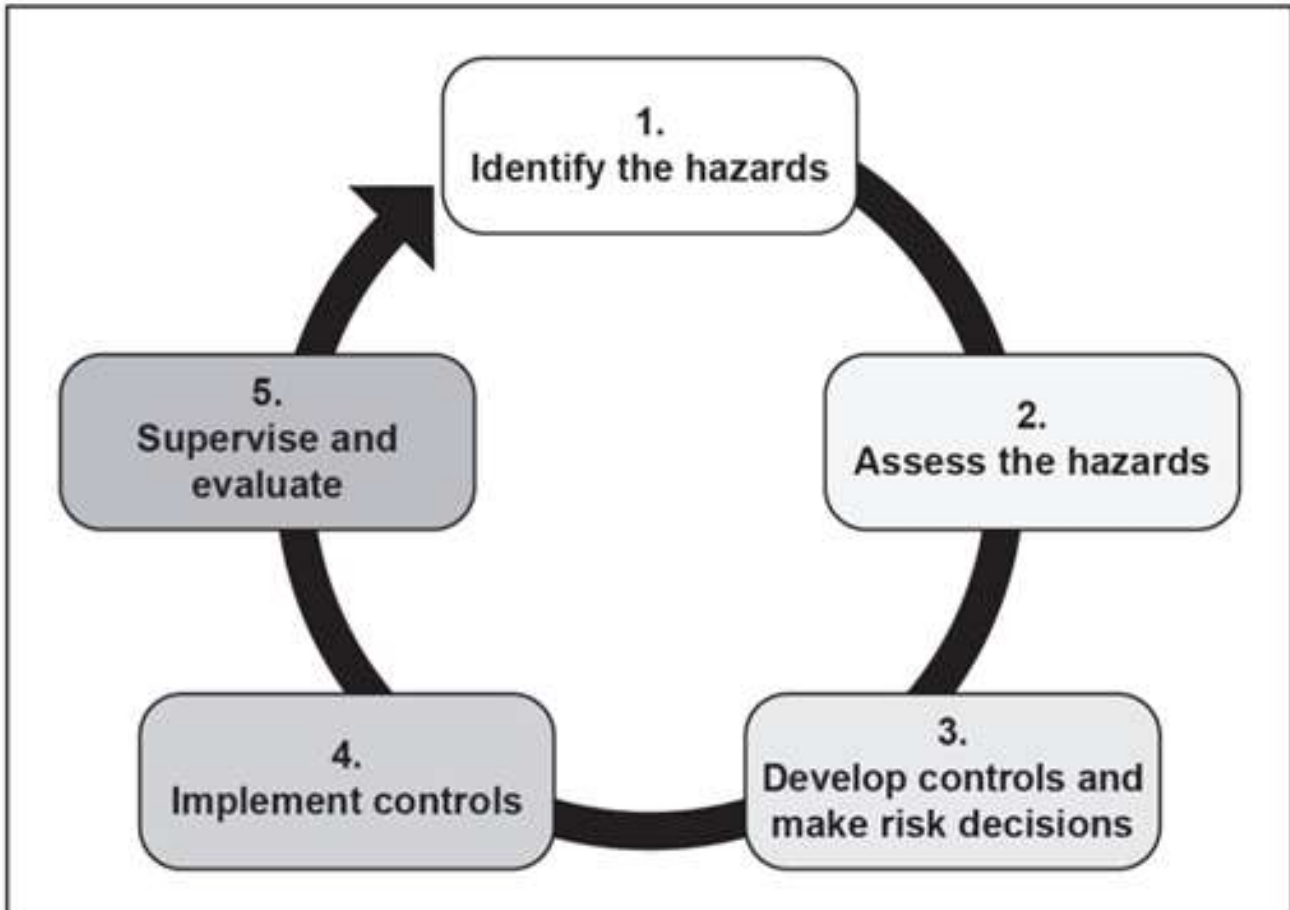 1.
Identify the hazards
2.
Assess the hazards
3.
Develop controls and
make risk decisions
4.
Implement controls
5.
Supervise and
evaluate